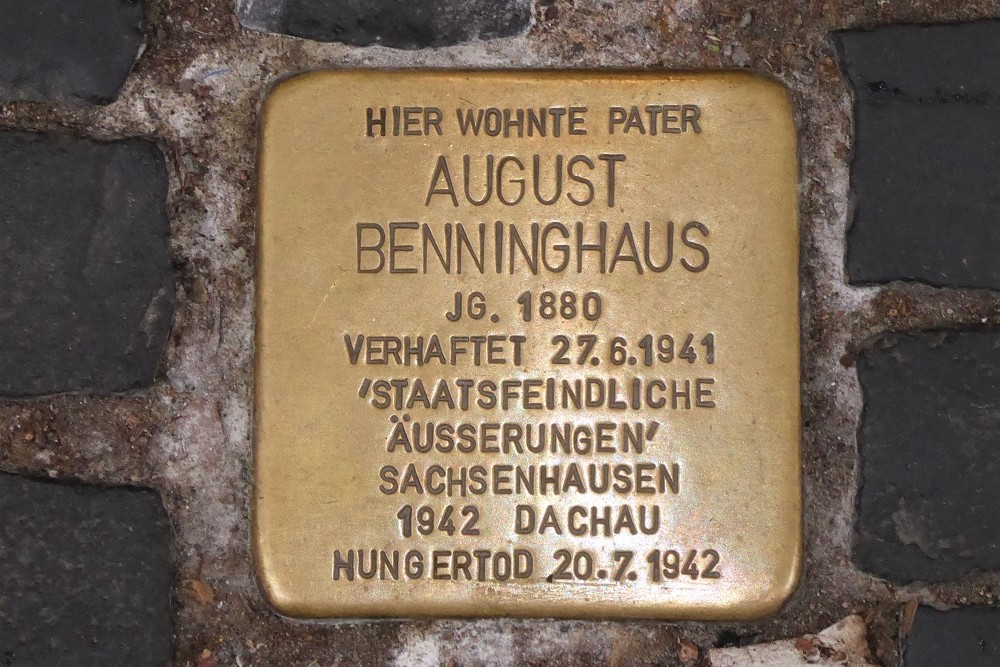 HIER WOHNTE PATER
AUGUST
BENNINGHAUS
JG. 1880
VERHAFTET 27.6.1941
'STAATSFEINDLICHE
ÄUSSERUNGEN'
SACHSENHAUSEN
1942 DACHAU
HUNGERTOD 20.7.1942